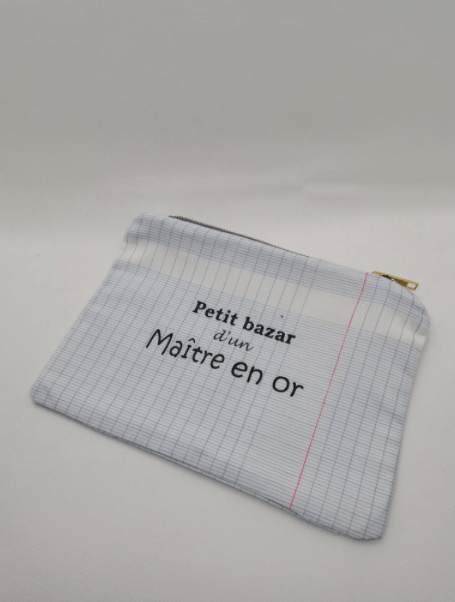 Petit bazar
d'un
Maître en or